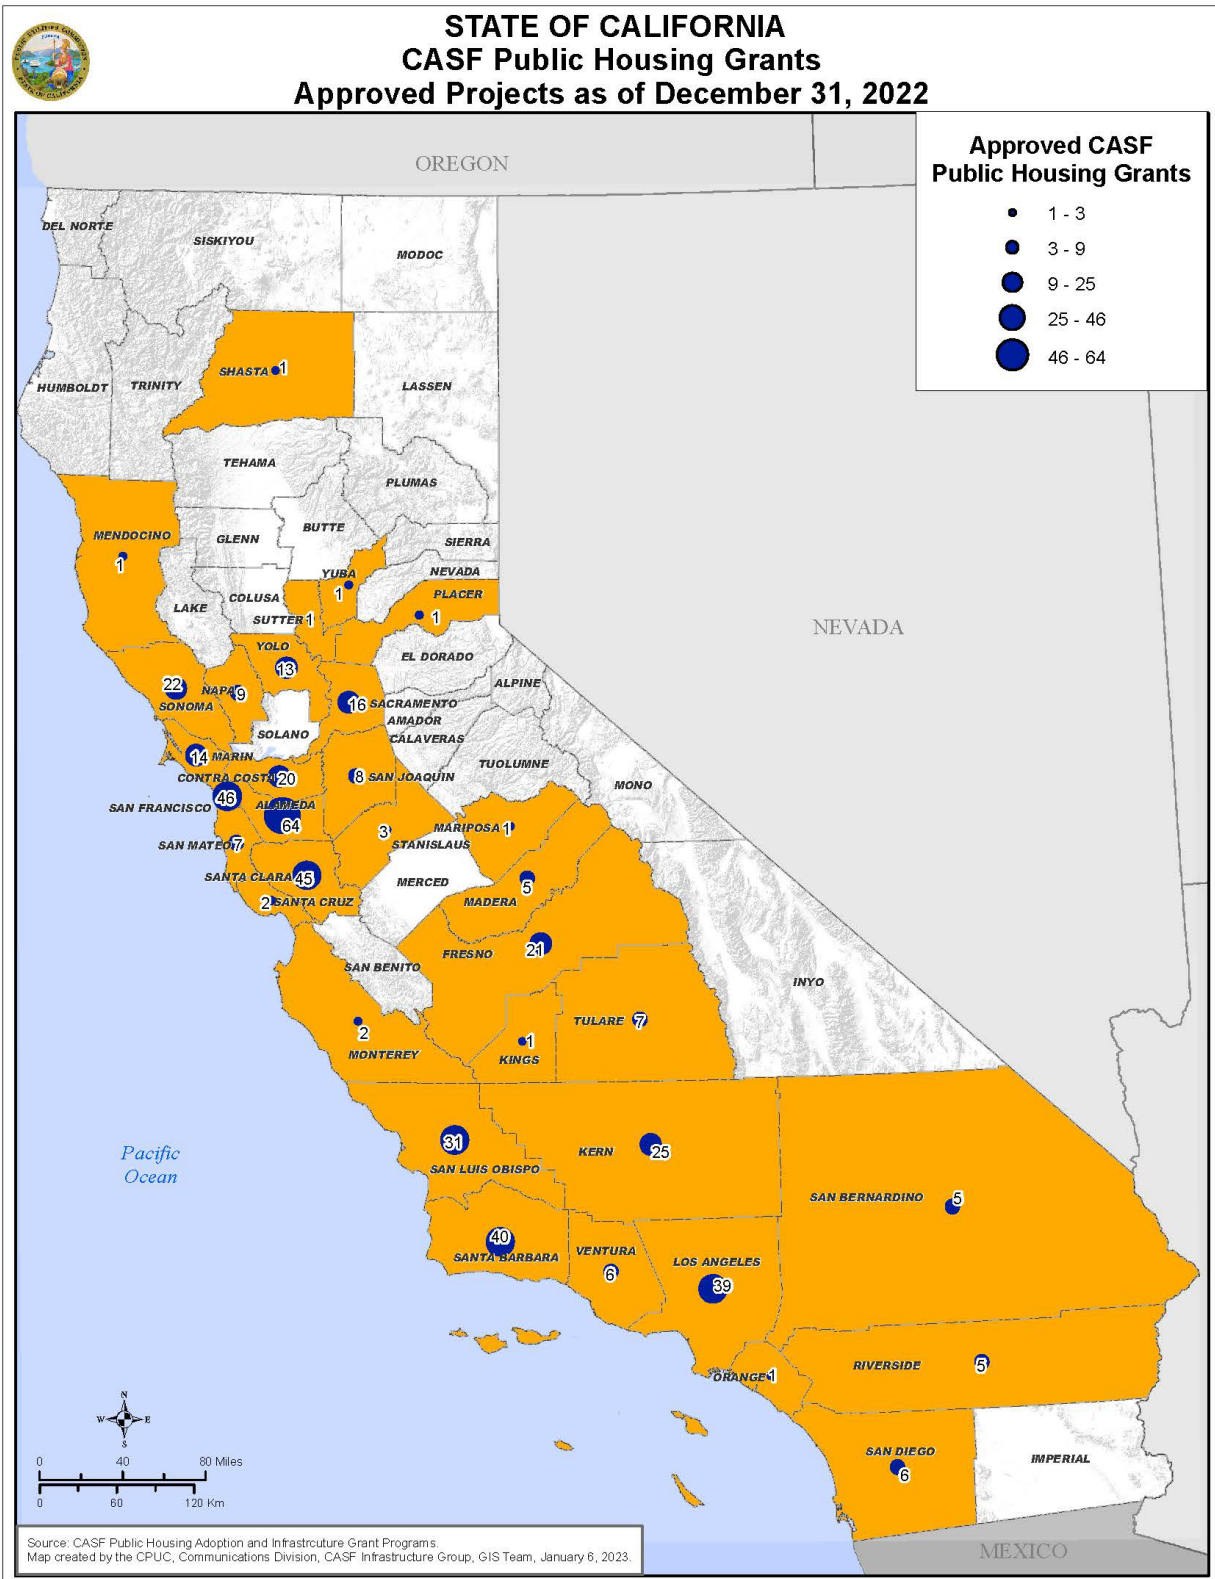 STATE OF CALIFORNIA
CASF Public Housing Grants
Approved Projects as of December 31, 2022
Approved CASF
Public Housing Grants
1 - 3
3 - 9
9 - 25
25 - 46
46 - 64
OREGON
DEL NORTE
SISKIYOU
MODOC
SHASTA 1
HUMBOLDT
TRINITY
LASSEN
TEHAMA
PLUMAS
MENDOCINO
1
GLENN
BUTTE
SIERRA
NEVADA
YUBA
1
COLUSA
LAKE
PLACER
1
SUTTER 1
NEVADA
YOLO
13
EL DORADO
ALPINE
22
SONOMA
NAPA 9
16 SACRAMENTO
AMADOR
SOLANO
CALAVERAS
14 MARIN
TUOLUMNE
CONTRA COSTA 20
8 SAN JOAQUIN
MONO
46
SAN FRANCISCO
ALAMEDA
64
3
STANISLAUS
MARIPOSA 1
SAN MATEO 7
SANTA CLARA 45
MERCED
5
MADERA
2 SANTA CRUZ
FRESNO
21
SAN BENITO
INYO
2
MONTEREY
TULARE 7
1
KINGS
31
SAN LUIS OBISPO
KERN
25
Pacific
Ocean
SAN BERNARDINO
5
40
SANTA BARBARA
VENTURA
6
LOS ANGELES
39
ORANGE 1
RIVERSIDE
5
SAN DIEGO
6
IMPERIAL
MEXICO
N
W E
S
0 40 80 Miles
0 60 120 Km
Source: CASF Public Housing Adoption and Infrastrcuture Grant Programs.
Map created by the CPUC, Communications Division, CASF Infrastructure Group, GIS Team, January 6, 2023.